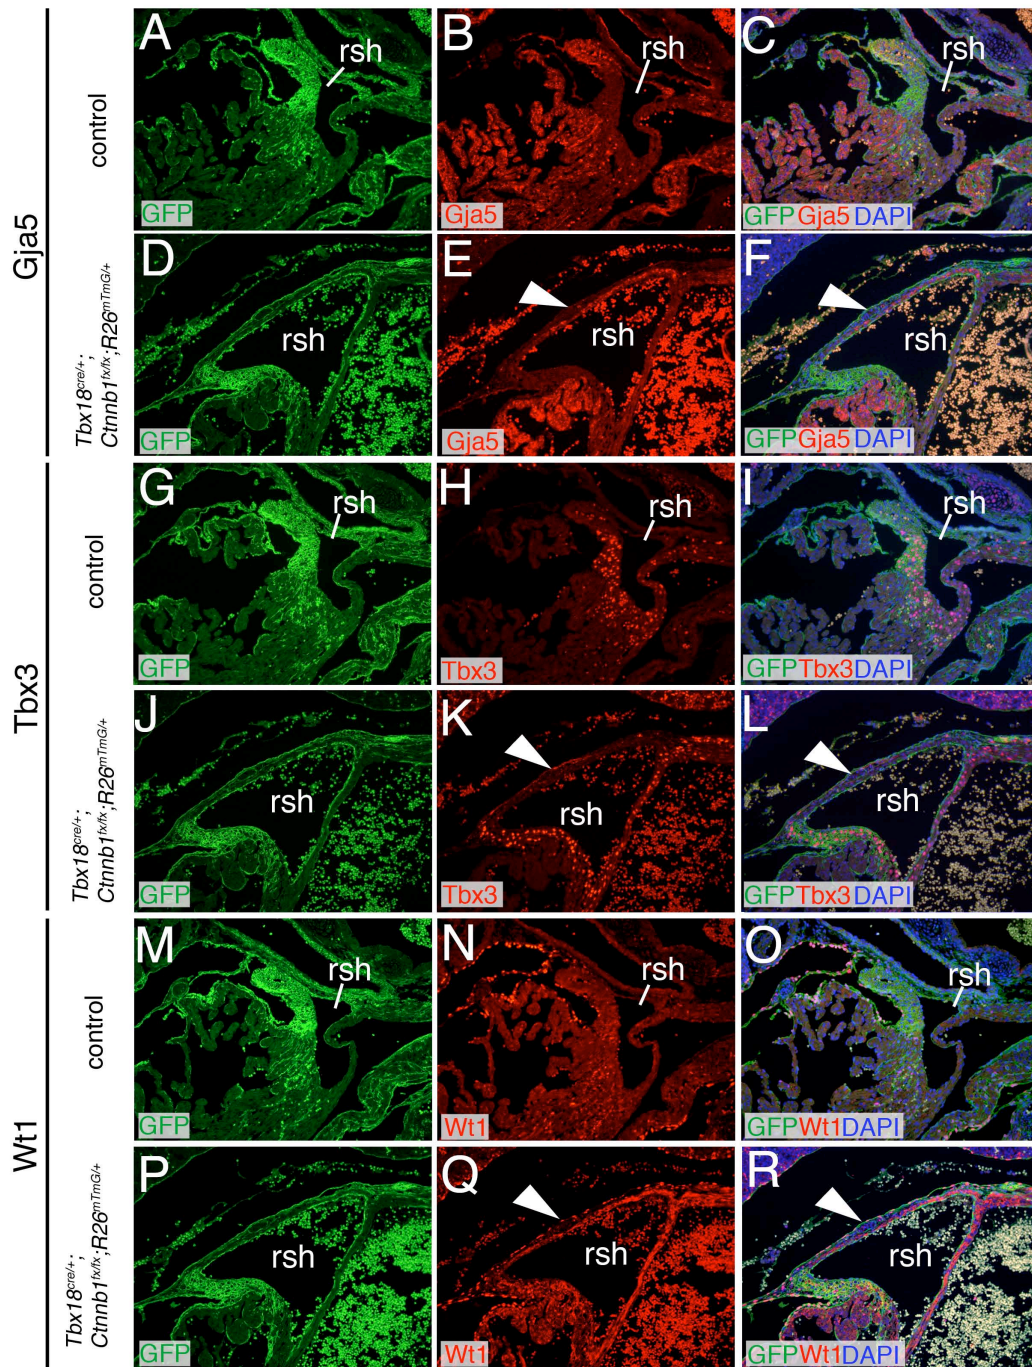 Gja5
control
A
rsh
GFP
B
rsh
Gja5
C
rsh
GFP Gja5 DAPI
Tbx18cre/+;
Ctnnb1fx/fx;R26mTmG/+
D
rsh
GFP
E
rsh
Gja5
F
rsh
GFP Gja5 DAPI
Tbx3
control
G
rsh
GFP
H
rsh
Tbx3
I
rsh
GFP Tbx3 DAPI
Tbx18cre/+;
Ctnnb1fx/fx;R26mTmG/+
J
rsh
GFP
K
rsh
Tbx3
L
rsh
GFP Tbx3 DAPI
Wt1
control
M
rsh
GFP
N
rsh
Wt1
O
rsh
GFP Wt1 DAPI
Tbx18cre/+;
Ctnnb1fx/fx;R26mTmG/+
P
rsh
GFP
Q
rsh
Wt1
R
rsh
GFP Wt1 DAPI